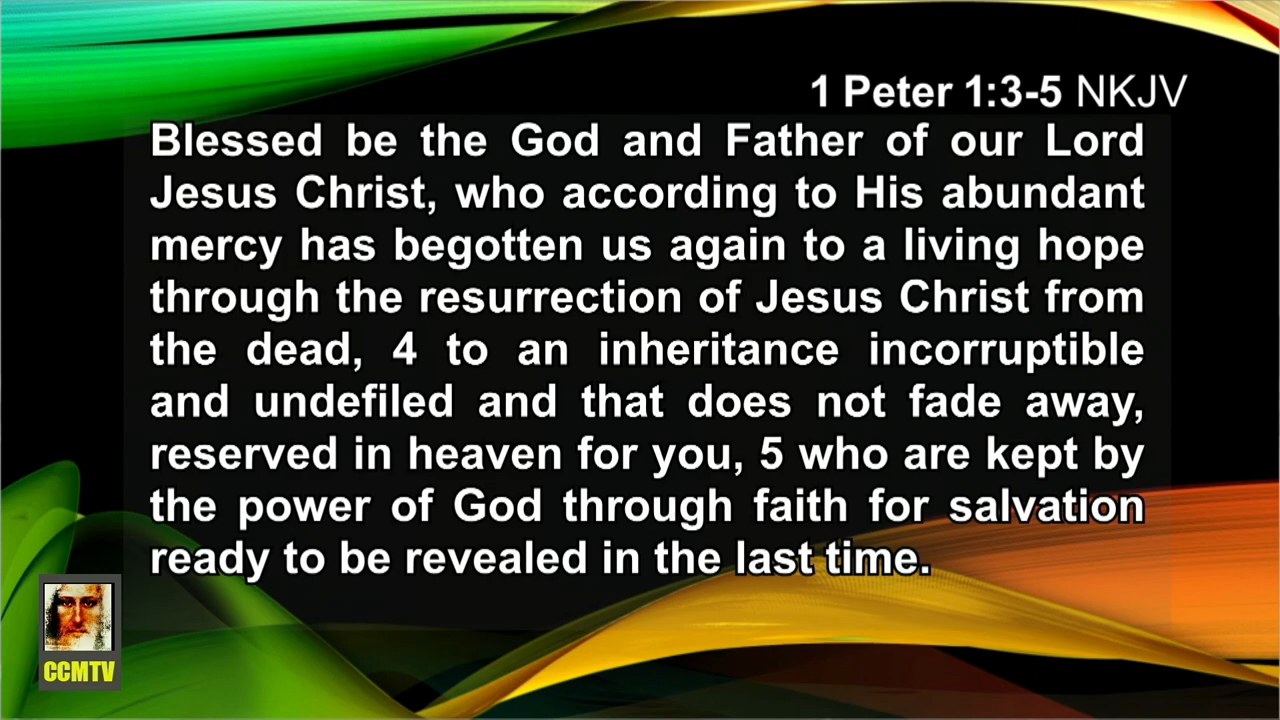 1 Peter 1:3-5 NKJV
Blessed be the God and Father of our Lord
Jesus Christ, who according to His abundant
mercy has begotten us again to a living hope
through the resurrection of Jesus Christ from
the dead, 4 to an inheritance incorruptible
and undefiled and that does not fade away,
reserved in heaven for you, 5 who are kept by
the power of God through faith for salvation
ready to be revealed in the last time.
CCMTV